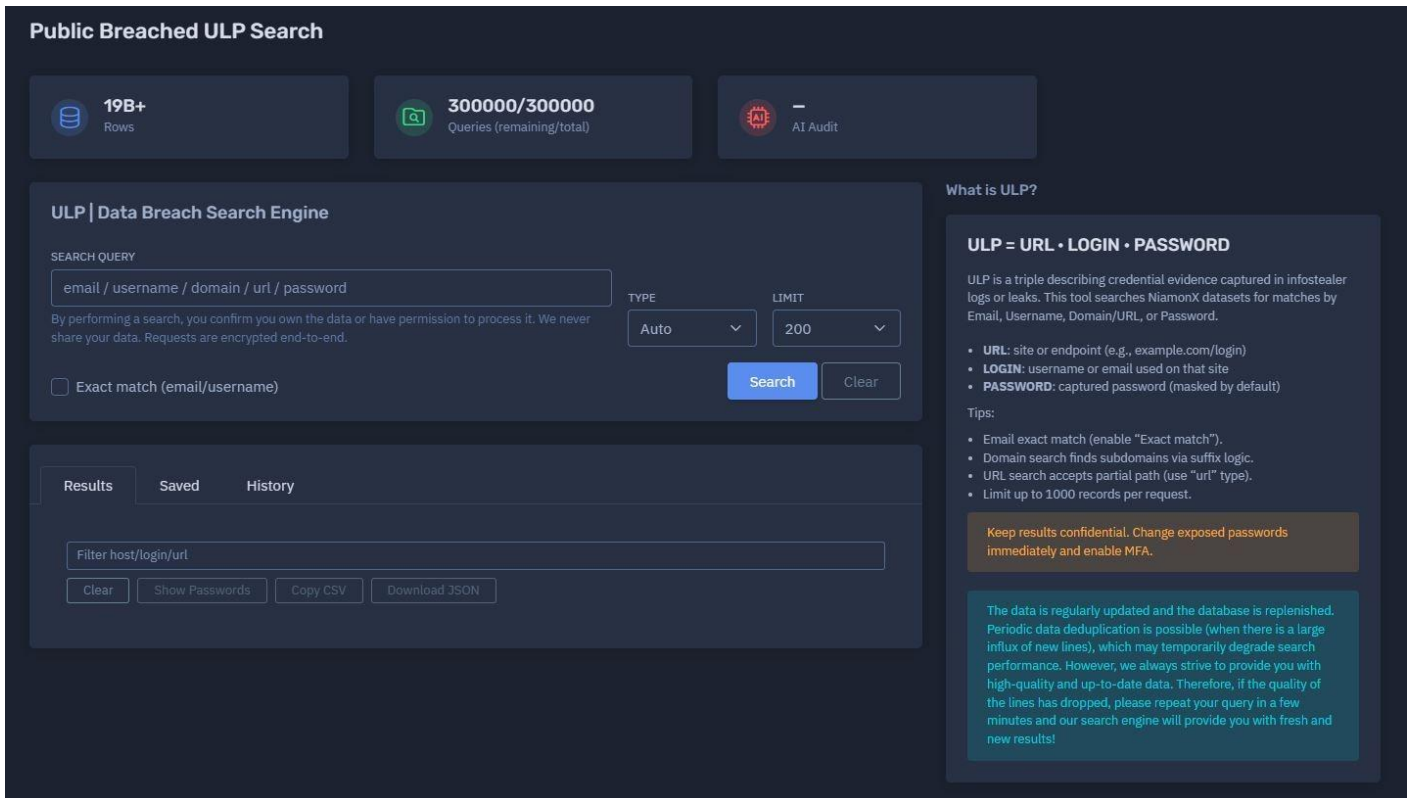 Public Breached ULP Search
19B+
Rows
300000/300000
Queries (remaining/total)
AI
–
AI Audit
ULP | Data Breach Search Engine
SEARCH QUERY
email / username / domain / url / password
By performing a search, you confirm you own the data or have permission to process it. We never
share your data. Requests are encrypted end-to-end.
TYPE
Auto
LIMIT
200
Exact match (email/username)
Search
Clear
Results
Saved
History
Filter host/login/url
Clear
Show Passwords
Copy CSV
Download JSON
What is ULP?
ULP = URL • LOGIN • PASSWORD
ULP is a triple describing credential evidence captured in infostealer
logs or leaks. This tool searches NiamonX datasets for matches by
Email, Username, Domain/URL, or Password.
• URL: site or endpoint (e.g., example.com/login)
• LOGIN: username or email used on that site
• PASSWORD: captured password (masked by default)
Tips:
• Email exact match (enable “Exact match”).
• Domain search finds subdomains via suffix logic.
• URL search accepts partial path (use “url” type).
• Limit up to 1000 records per request.
Keep results confidential. Change exposed passwords
immediately and enable MFA.
The data is regularly updated and the database is replenished.
Periodic data deduplication is possible (when there is a large
influx of new lines), which may temporarily degrade search
performance. However, we always strive to provide you with
high-quality and up-to-date data. Therefore, if the quality of
the lines has dropped, please repeat your query in a few
minutes and our search engine will provide you with fresh and
new results!